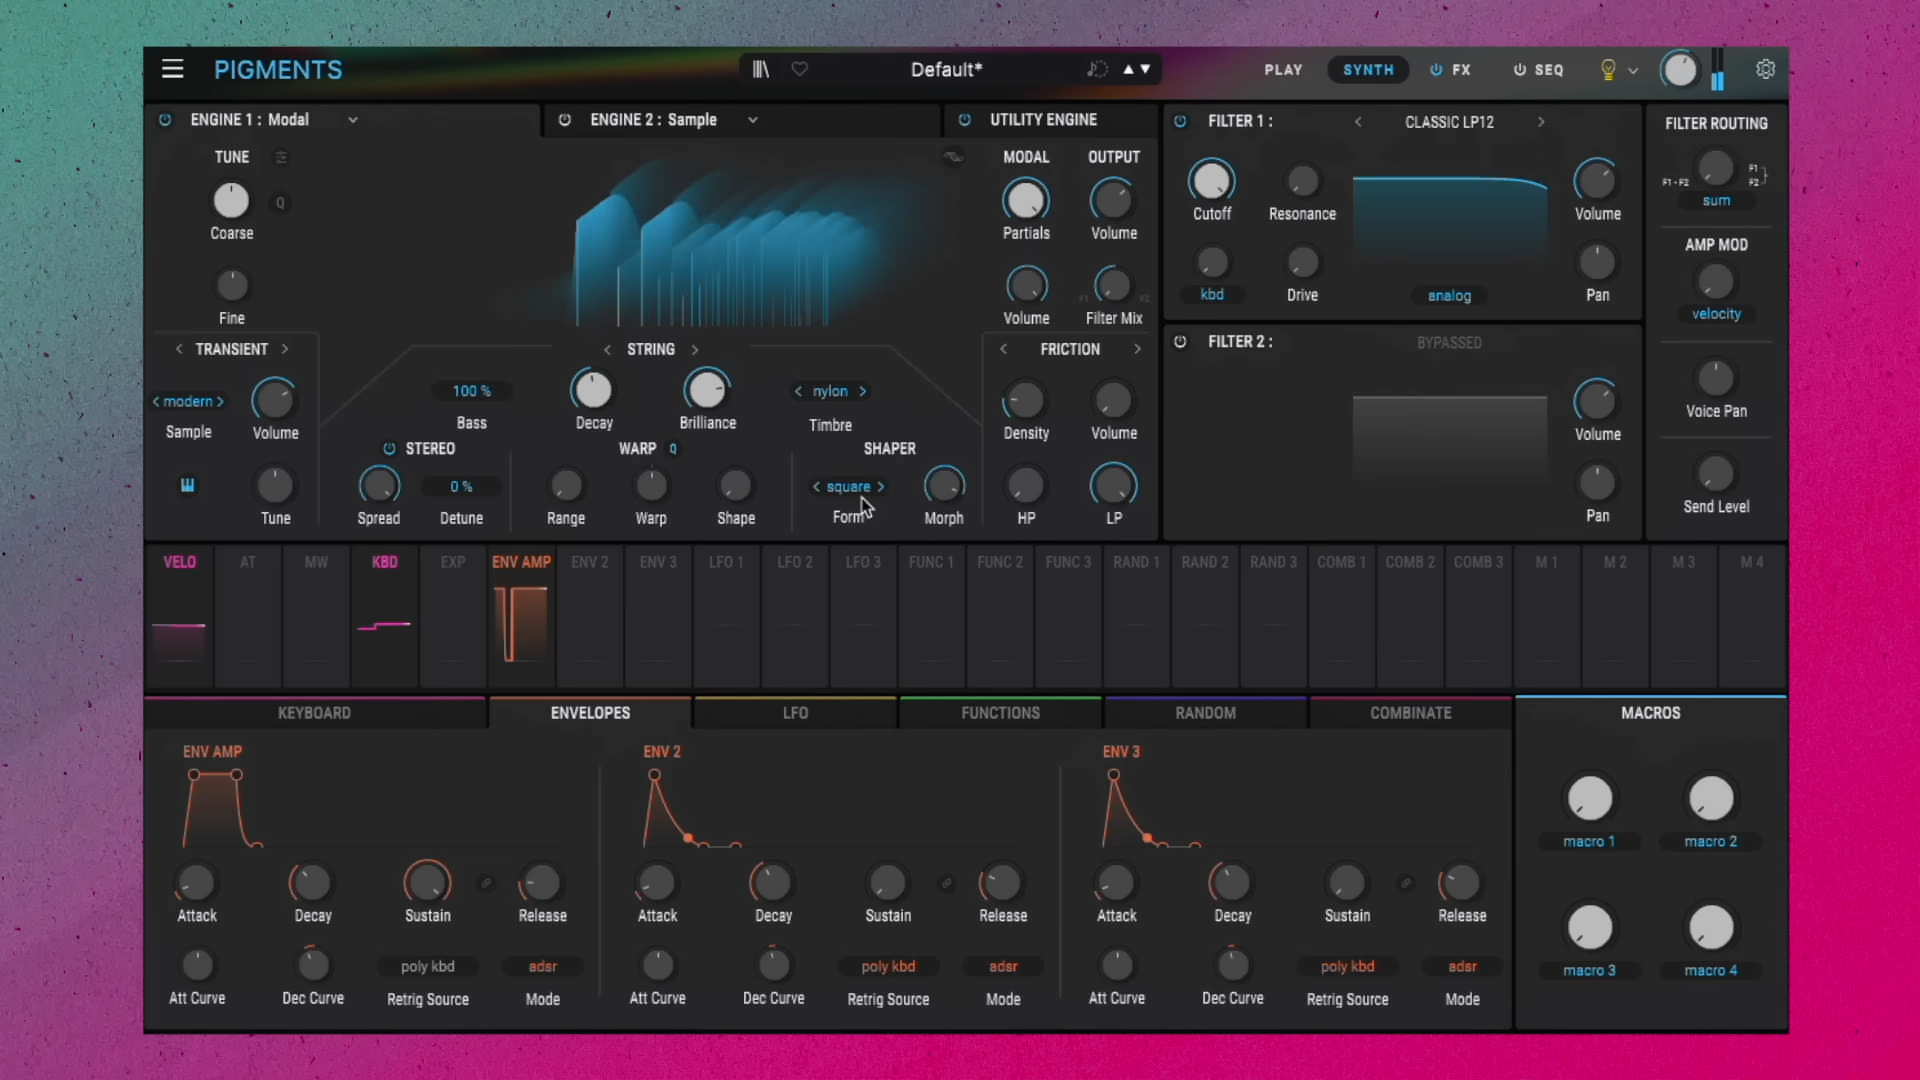 PIGMENTS
Default*
PLAY SYNTH FX SEQ
ENGINE 1 : Modal
ENGINE 2 : Sample
UTILITY ENGINE
TUNE
Q
Coarse
Fine
MODAL OUTPUT
Partials Volume
F1 F2
Volume Filter Mix
< TRANSIENT >
< modern >
Sample Volume
Tune
< STRING >
100 %
Bass Decay Brilliance
< nylon >
Timbre
STEREO
0 %
Spread Detune
WARP Q
Range Warp Shape
SHAPER
< square >
Form Morph
< FRICTION >
Density Volume
HP LP
FILTER 1 :
< CLASSIC LP12 >
Cutoff Resonance Volume
kbd Drive analog Pan
FILTER 2 :
BYPASSED
Volume
Pan
FILTER ROUTING
F1-F2 F1 F2
sum
AMP MOD
velocity
Voice Pan
Send Level
VELO AT MW KBD EXP ENV AMP ENV 2 ENV 3 LFO 1 LFO 2 LFO 3 FUNC 1 FUNC 2 FUNC 3 RAND 1 RAND 2 RAND 3 COMB 1 COMB 2 COMB 3 M 1 M 2 M 3 M 4
KEYBOARD ENVELOPES LFO FUNCTIONS RANDOM COMBINATE MACROS
ENV AMP
Attack Decay Sustain Release
poly kbd adsr
Att Curve Dec Curve Retrig Source Mode
ENV 2
Attack Decay Sustain Release
poly kbd adsr
Att Curve Dec Curve Retrig Source Mode
ENV 3
Attack Decay Sustain Release
poly kbd adsr
Att Curve Dec Curve Retrig Source Mode
macro 1 macro 2
macro 3 macro 4